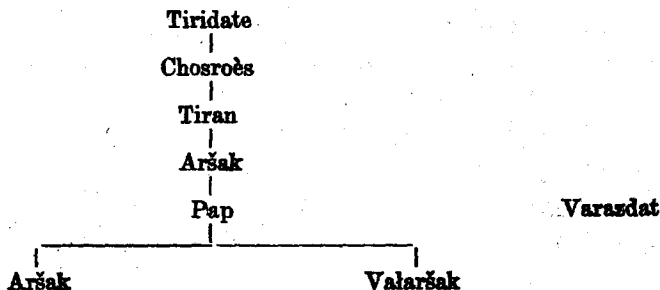 Tiridate
Chosroès
Tiran
Aršak
Pap Varazdat
Aršak Vałaršak